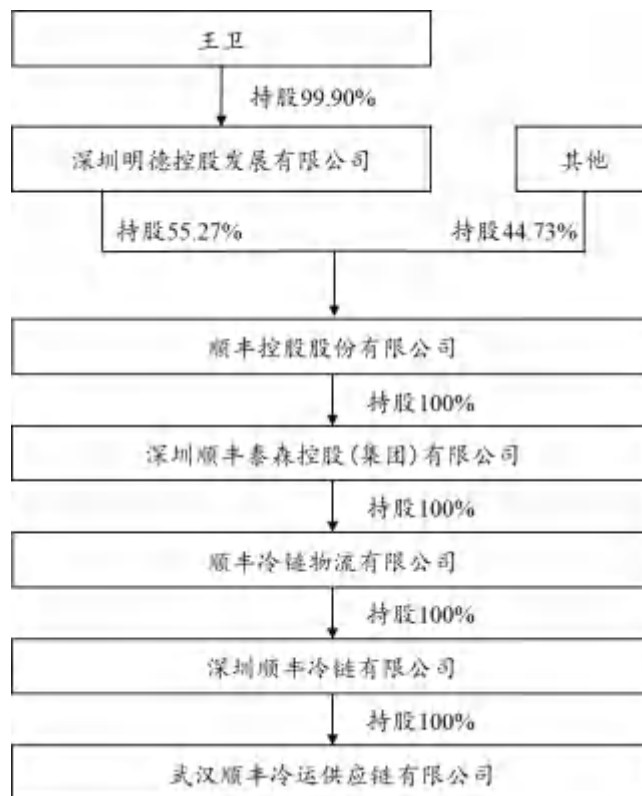 王卫
持股99.90%
深圳明德控股发展有限公司
其他
持股55.27%
持股44.73%
顺丰控股股份有限公司
持股100%
深圳顺丰泰森控股(集团)有限公司
持股100%
顺丰冷链物流有限公司
持股100%
深圳顺丰冷链有限公司
持股100%
武汉顺丰冷运供应链有限公司